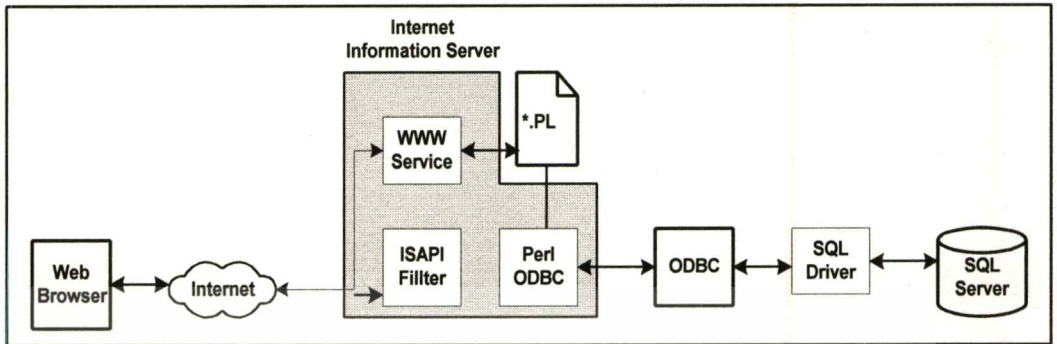 Internet
Information Server
*.PL
WWW
Service
ISAPI
Fillter
Perl
ODBC
ODBC
SQL
Driver
SQL
Server
Web
Browser
Internet